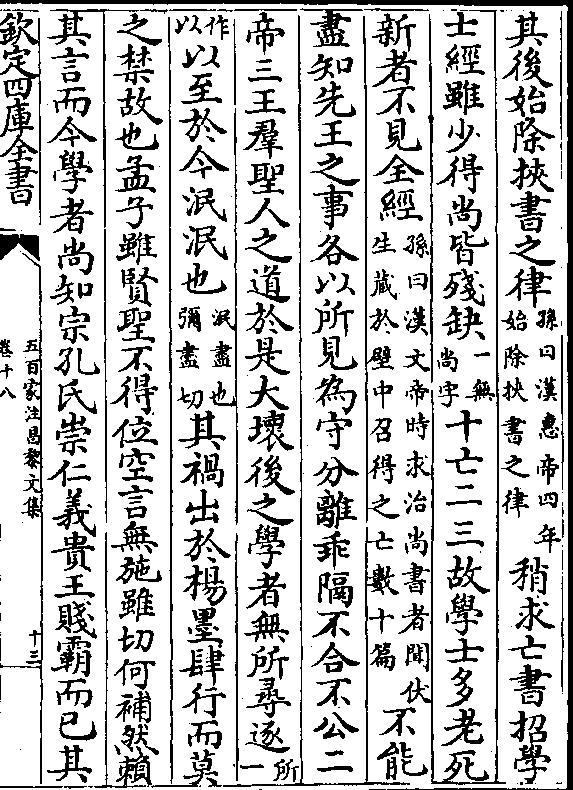 其後始除挾書之律孫曰漢惠帝四年始除挾書之律稍求亡書招學
士經雖少得尚皆殘缺一無尚字十亡二三故學士多老死
新者不見全經孫曰漢文帝時求治尚書者聞伏生藏於壁中召得之亡數十篇不能
盡知先王之事各以所見為守分離乖隔不合不公二
帝三王羣聖人之道於是大壞後之學者無所尋逐所一
作以以至於今泯泯也泯盡也彌盡切其禍出於楊墨肆行而莫
之禁故也孟子雖賢聖不得位空言無施雖切何補然賴
其言而今學者尚知宗孔氏崇仁義貴王賤霸而已其
欽定四庫全書
五百家注昌黎文集
卷十八
十三